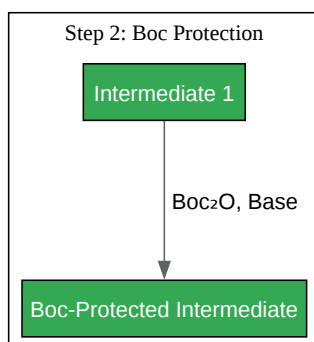 Step 2: Boc Protection
Intermediate 1
Boc₂O, Base
Boc-Protected Intermediate